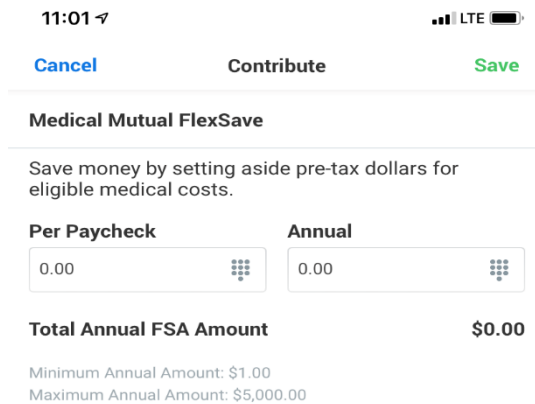 11:01 LTE
Cancel Contribute Save
Medical Mutual FlexSave
Save money by setting aside pre-tax dollars for
eligible medical costs.
Per Paycheck Annual
0.00 0.00
Total Annual FSA Amount $0.00
Minimum Annual Amount: $1.00
Maximum Annual Amount: $5,000.00